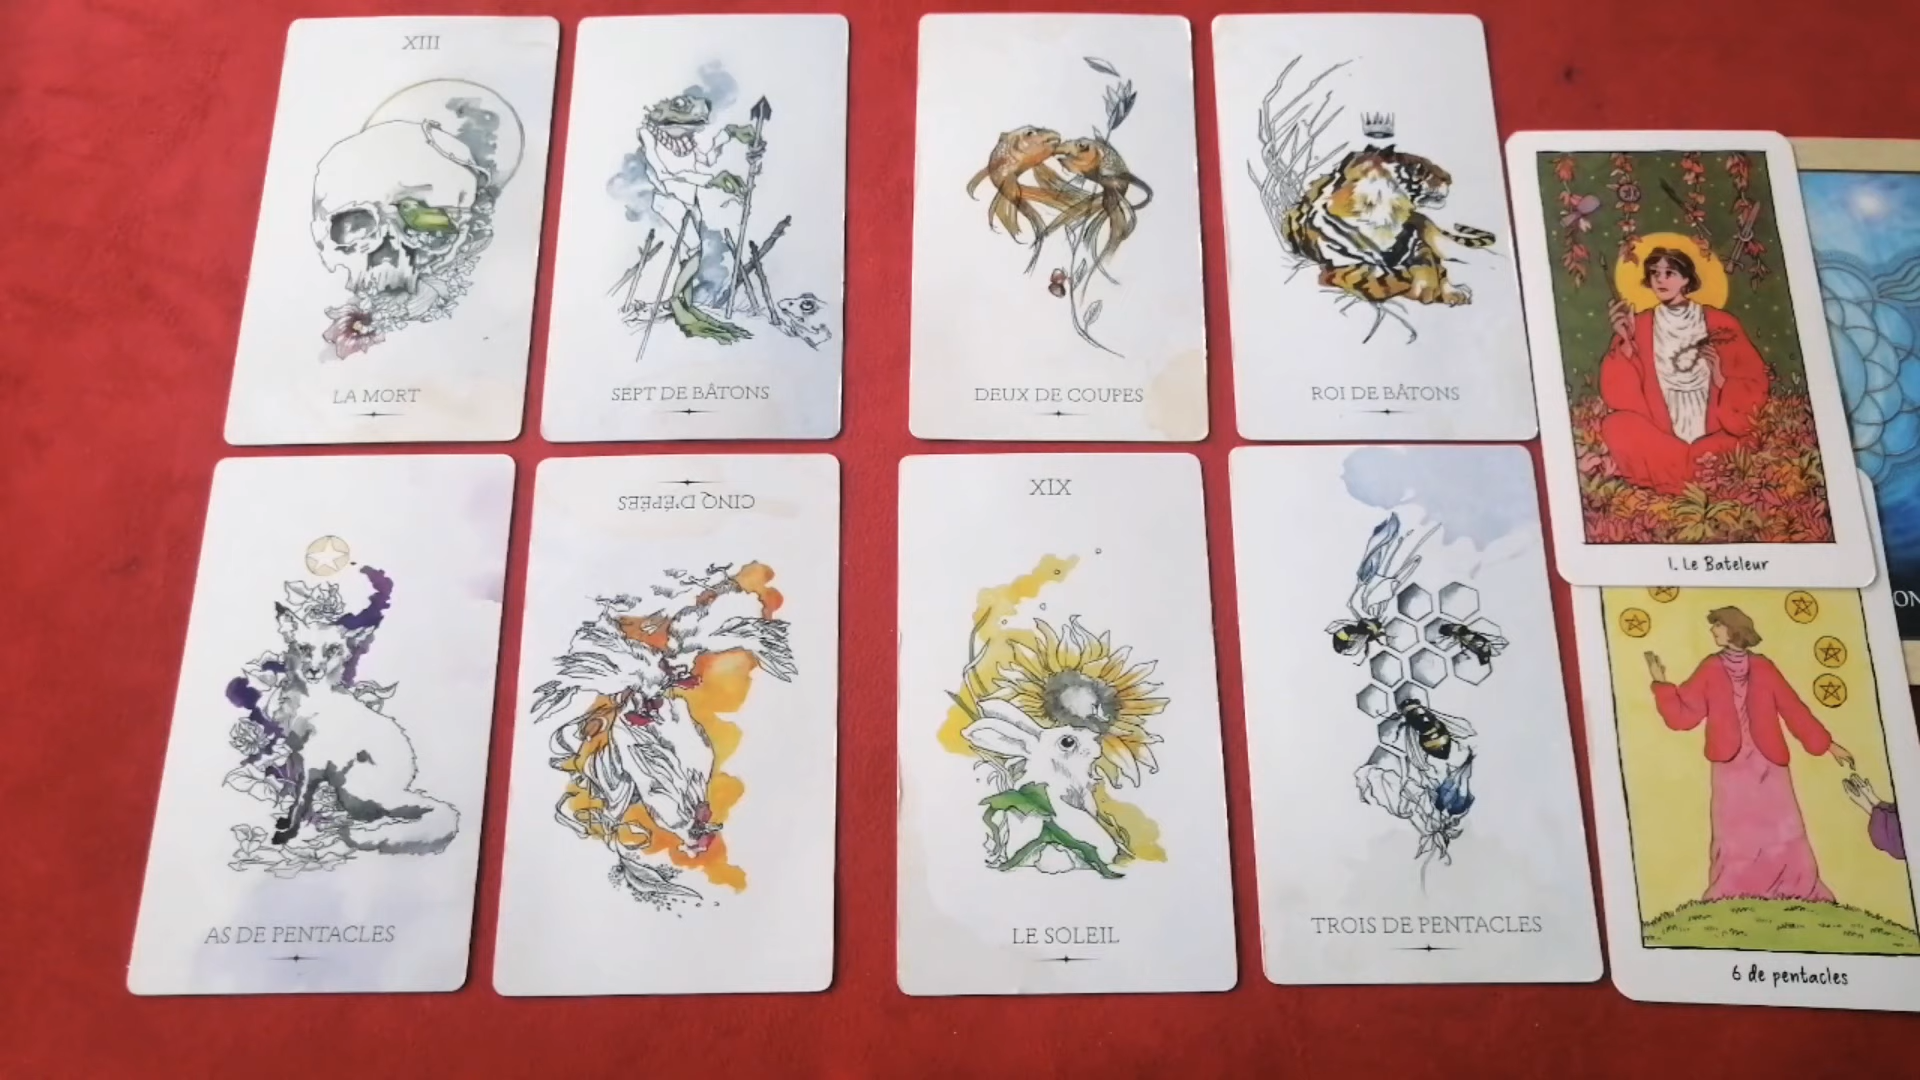 XIII
LA MORT
SEPT DE BÂTONS
DEUX DE COUPES
ROI DE BÂTONS
I. Le Bateleur
AS DE PENTACLES
CINQ D'ÉPÉES
XIX
LE SOLEIL
TROIS DE PENTACLES
6 de pentacles